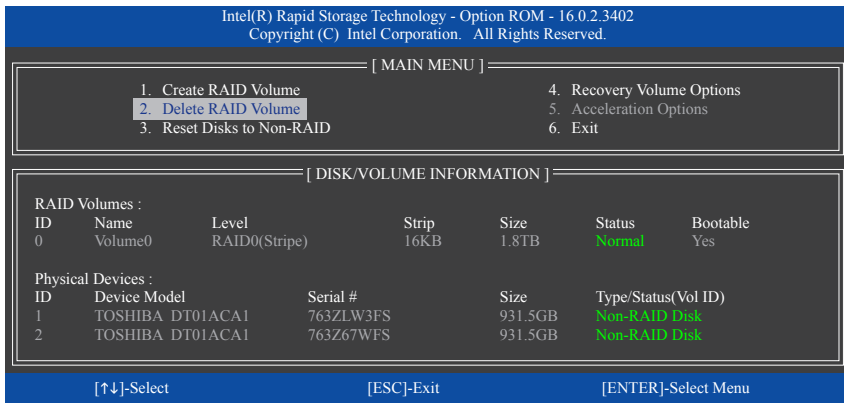 Intel(R) Rapid Storage Technology - Option ROM - 16.0.2.3402
Copyright (C) Intel Corporation. All Rights Reserved.
[ MAIN MENU ]
1. Create RAID Volume 4. Recovery Volume Options
2. Delete RAID Volume 5. Acceleration Options
3. Reset Disks to Non-RAID 6. Exit
[ DISK/VOLUME INFORMATION ]
RAID Volumes :
ID Name Level Strip Size Status Bootable
0 Volume0 RAID0(Stripe) 16KB 1.8TB Normal Yes
Physical Devices :
ID Device Model Serial # Size Type/Status(Vol ID)
1 TOSHIBA DT01ACA1 763ZLW3FS 931.5GB Non-RAID Disk
2 TOSHIBA DT01ACA1 763Z67WFS 931.5GB Non-RAID Disk
[↑↓]-Select [ESC]-Exit [ENTER]-Select Menu